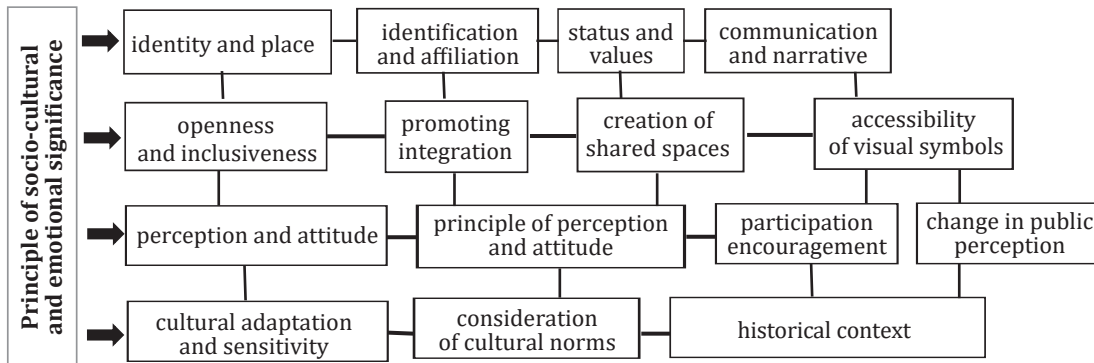 Principle of socio-cultural
and emotional significance
identity and place
identification
and affiliation
status and
values
communication
and narrative
openness
and inclusiveness
promoting
integration
creation of
shared spaces
accessibility
of visual symbols
perception and attitude
principle of perception
and attitude
participation
encouragement
change in public
perception
cultural adaptation
and sensitivity
consideration
of cultural norms
historical context